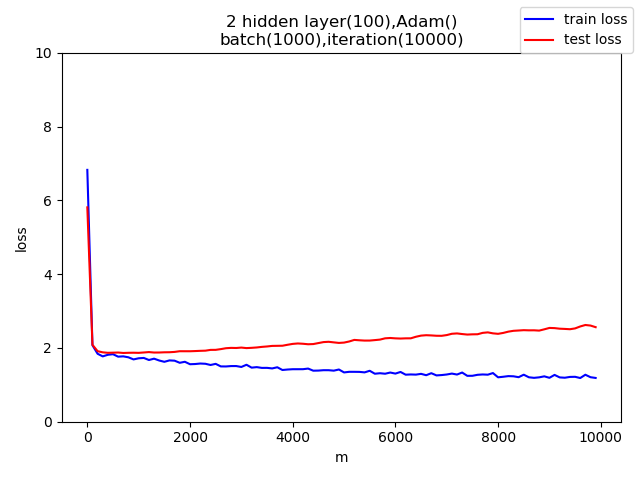 2 hidden layer(100),Adam()
batch(1000),iteration(10000)
train loss
test loss
10
8
6
4
2
0
loss
0
2000
4000
6000
8000
10000
m